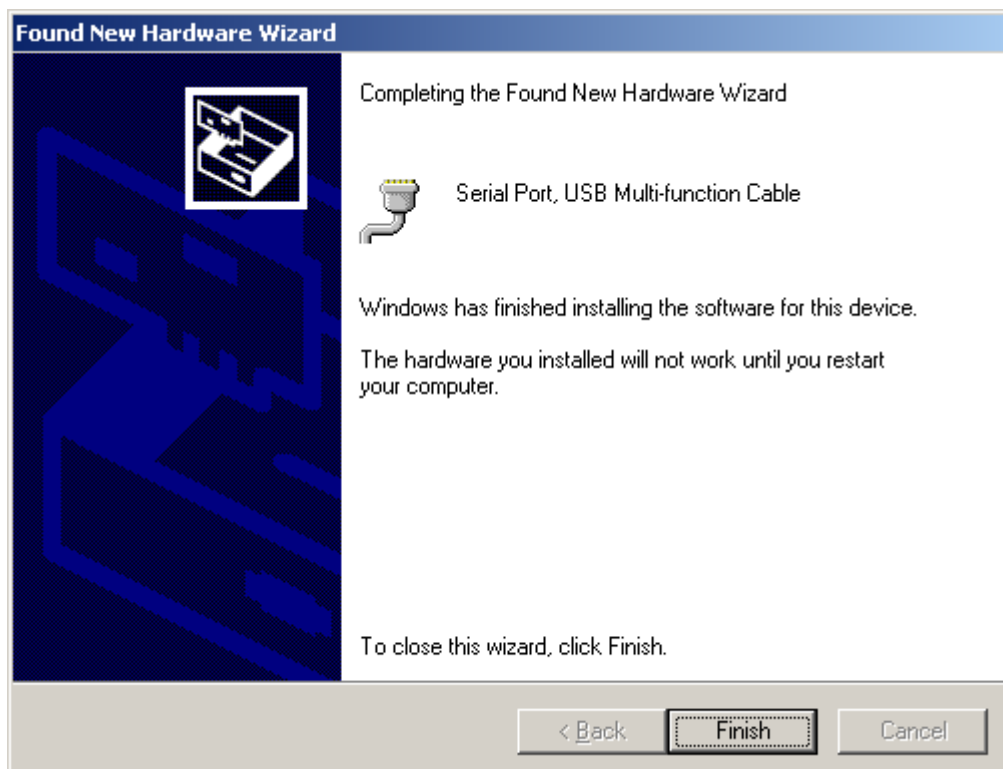 Found New Hardware Wizard
Completing the Found New Hardware Wizard
Serial Port, USB Multi-function Cable
Windows has finished installing the software for this device.
The hardware you installed will not work until you restart
your computer.
To close this wizard, click Finish.
< Back
Finish
Cancel